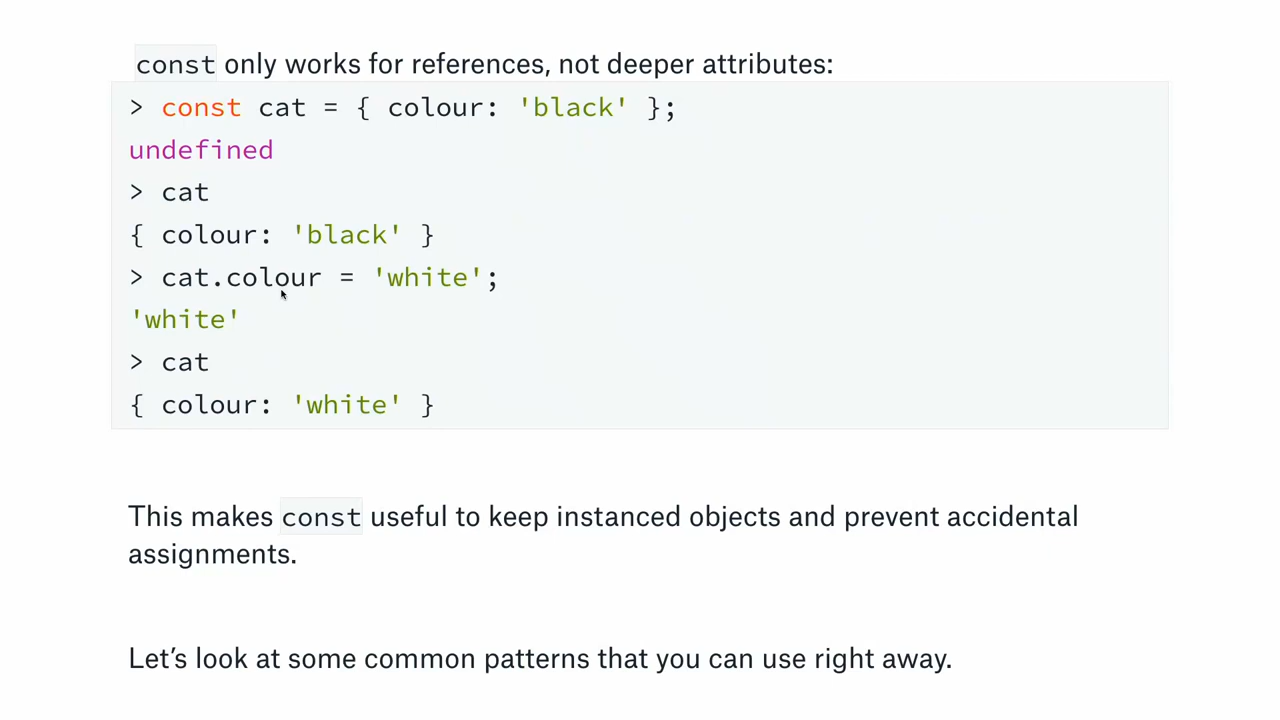 const only works for references, not deeper attributes:
> const cat = { colour: 'black' };
undefined
> cat
{ colour: 'black' }
> cat.colour = 'white';
'white'
> cat
{ colour: 'white' }
This makes const useful to keep instanced objects and prevent accidental
assignments.
Let’s look at some common patterns that you can use right away.